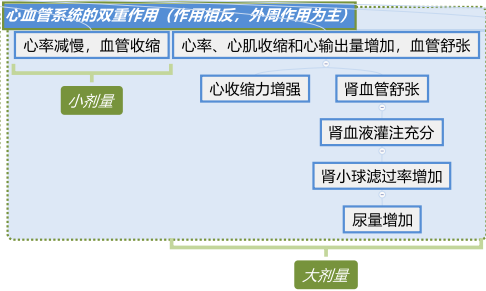 心血管系统的双重作用（作用相反，外周作用为主）
心率减慢，血管收缩
心率、心肌收缩和心输出量增加，血管舒张
小剂量
心收缩力增强
肾血管舒张
肾血液灌注充分
肾小球滤过率增加
尿量增加
大剂量